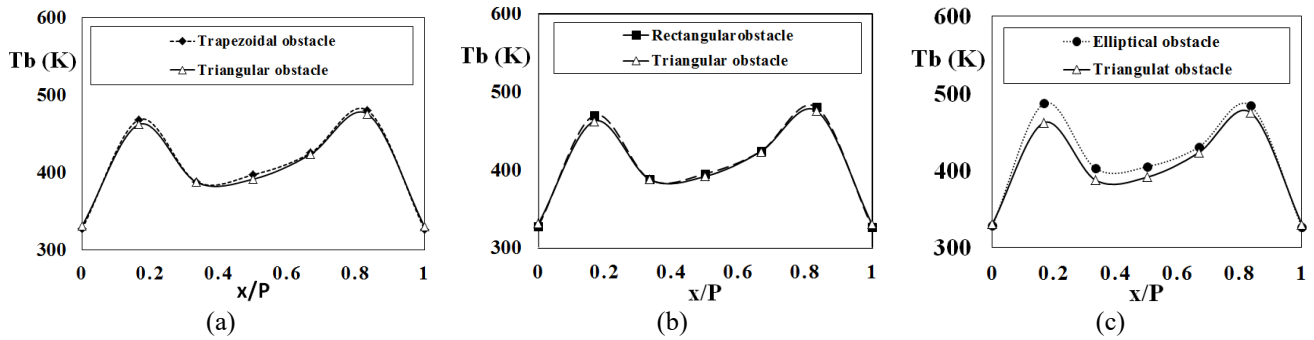 600
Tb (K)
500
400
300
Trapezoidal obstacle
Triangular obstacle
0
0.2
0.4
0.6
0.8
1
x/P
(a)
600
Tb (K)
500
400
300
Rectangular obstacle
Triangular obstacle
0
0.2
0.4
0.6
0.8
1
x/P
(b)
600
Tb (K)
500
400
300
Elliptical obstacle
Triangulat obstacle
0
0.2
0.4
0.6
0.8
1
x/P
(c)